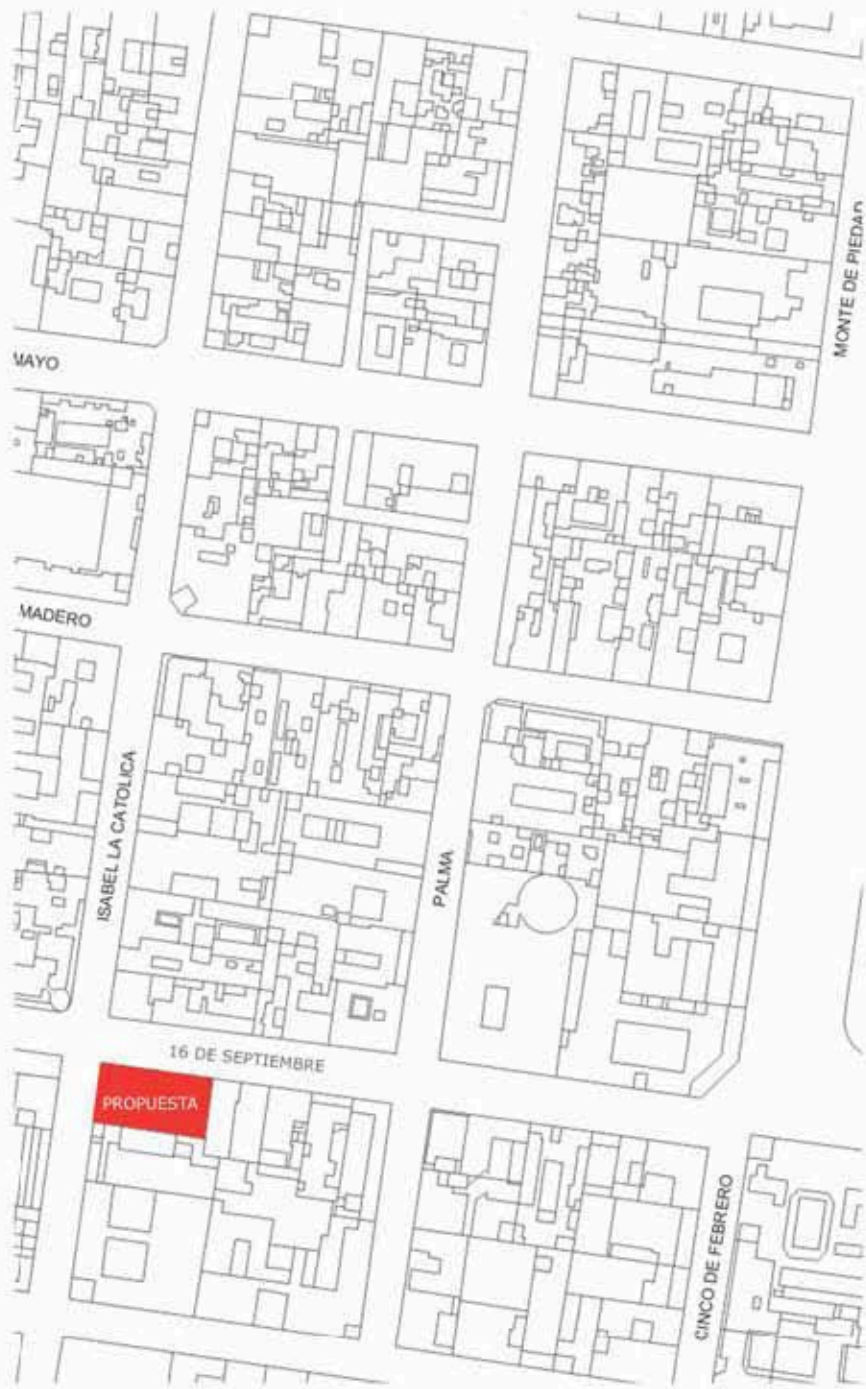 MONTE DE PIEDAD
MAYO
MADERO
ISABEL LA CATOLICA
PALMA
16 DE SEPTIEMBRE
PROPUESTA
CINCO DE FEBRERO